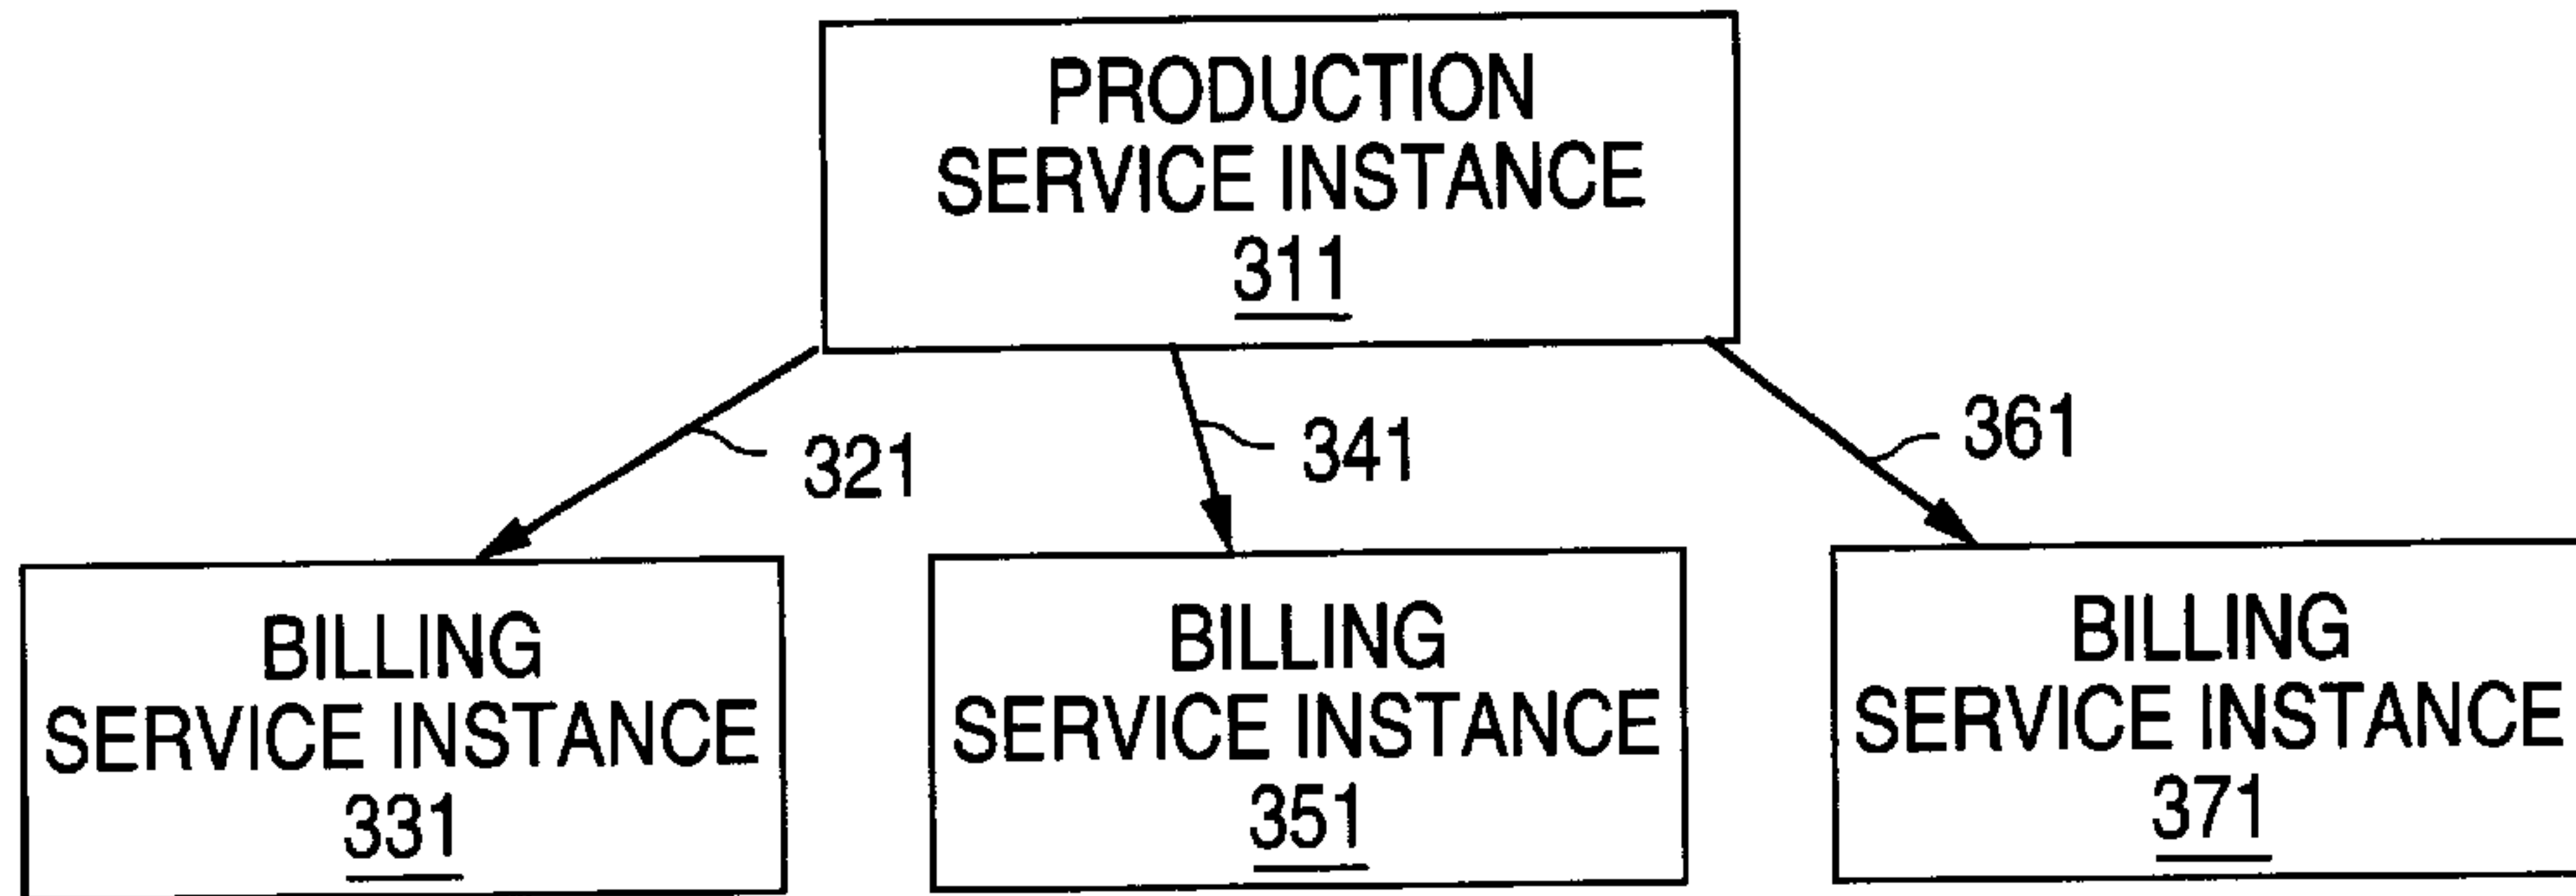 PRODUCTION
SERVICE INSTANCE
311
321
341
361
BILLING
SERVICE INSTANCE
331
BILLING
SERVICE INSTANCE
351
BILLING
SERVICE INSTANCE
371